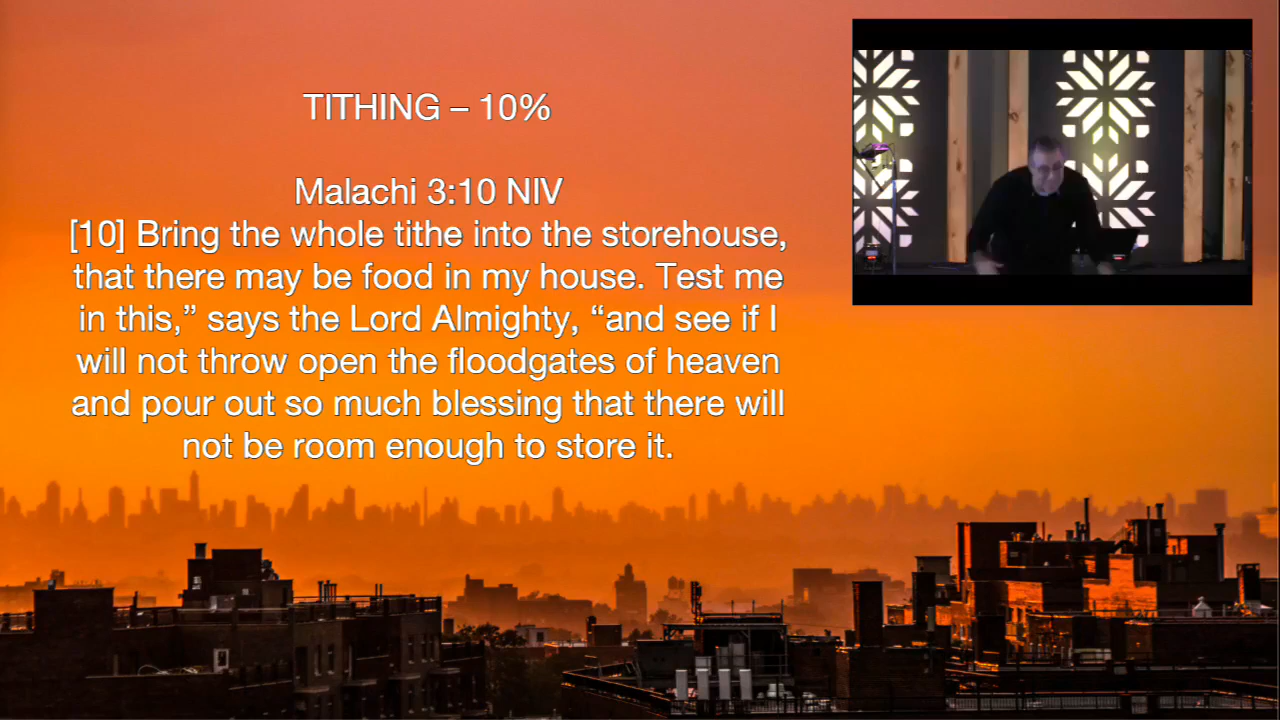 TITHING – 10%
Malachi 3:10 NIV
[10] Bring the whole tithe into the storehouse,
that there may be food in my house. Test me
in this,” says the Lord Almighty, “and see if I
will not throw open the floodgates of heaven
and pour out so much blessing that there will
not be room enough to store it.